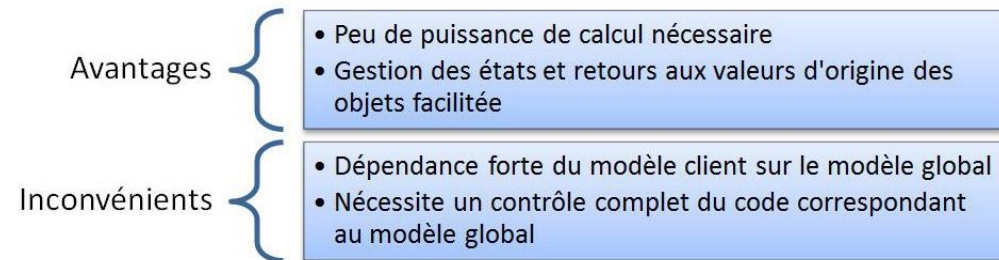 Avantages
• Peu de puissance de calcul nécessaire
• Gestion des états et retours aux valeurs d'origine des
objets facilitée
Inconvénients
• Dépendance forte du modèle client sur le modèle global
• Nécessite un contrôle complet du code correspondant
au modèle global